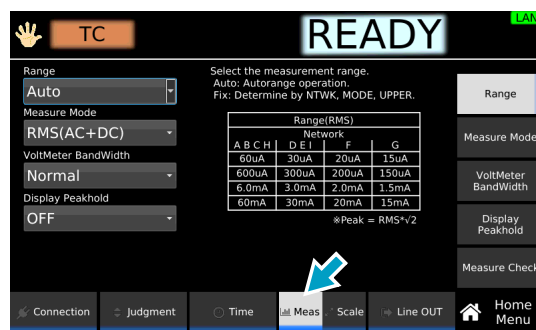 TC
READY
LAN
Range
Auto
Measure Mode
RMS(AC+DC)
VoltMeter BandWidth
Normal
Display Peakhold
OFF
Select the measurement range.
Auto: Autorange operation.
Fix: Determine by NTWK, MODE, UPPER.
Range(RMS)
Network
A B C H D E I F G
60uA 30uA 20uA 15uA
600uA 300uA 200uA 150uA
6.0mA 3.0mA 2.0mA 1.5mA
60mA 30mA 20mA 15mA
※Peak = RMS*√2
Range
Measure Mode
VoltMeter
BandWidth
Display
Peakhold
Measure Check
Connection
Judgment
Time
Meas
Scale
Line OUT
Home
Menu